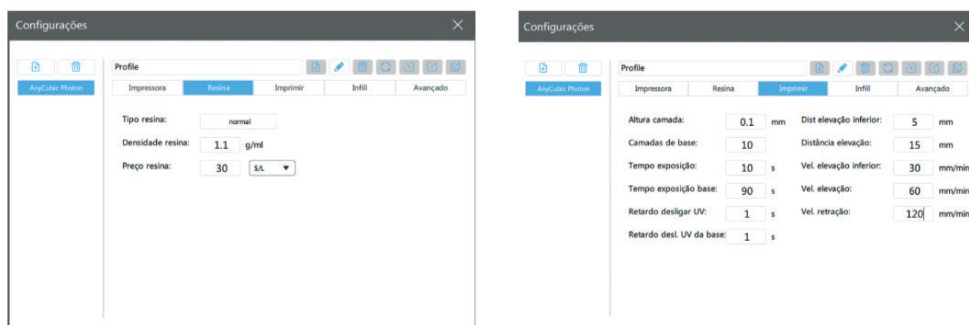 Configurações
Profile
AnyCubic Photon
Impressora Resina Imprimir Infill Avançado
Tipo resina: normal
Densidade resina: 1.1 g/ml
Preço resina: 30 $/L
Configurações
Profile
AnyCubic Photon
Impressora Resina Imprimir Infill Avançado
Altura camada: 0.1 mm Dist elevação inferior: 5 mm
Camadas de base: 10 Distância elevação: 15 mm
Tempo exposição: 10 s Vel. elevação inferior: 30 mm/min
Tempo exposição base: 90 s Vel. elevação: 60 mm/min
Retardo desligar UV: 1 s Vel. retração: 120 mm/min
Retardo desl. UV da base: 1 s